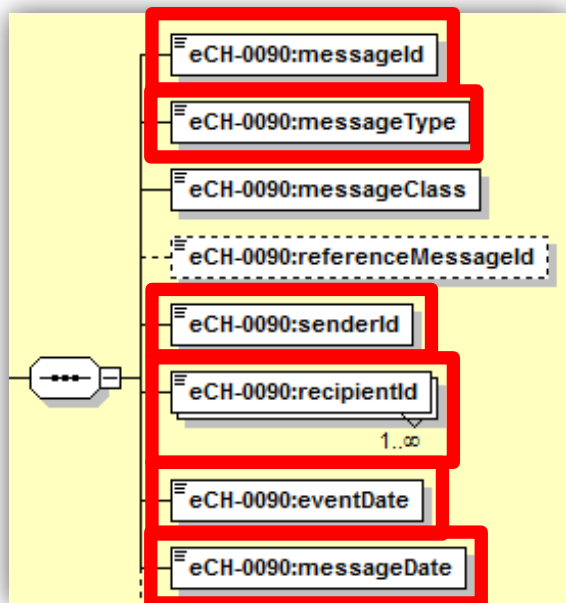 eCH-0090:messageId
eCH-0090:messageType
eCH-0090:messageClass
eCH-0090:referenceMessageId
eCH-0090:senderId
eCH-0090:recipientId
1..∞
eCH-0090:eventDate
eCH-0090:messageDate